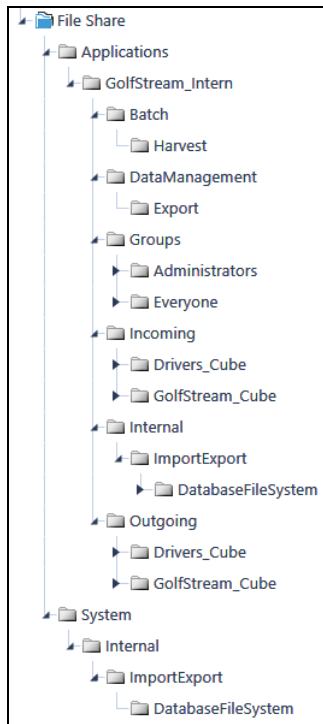 File Share
Applications
GolfStream_Intern
Batch
Harvest
DataManagement
Export
Groups
Administrators
Everyone
Incoming
Drivers_Cube
GolfStream_Cube
Internal
ImportExport
DatabaseFileSystem
Outgoing
Drivers_Cube
GolfStream_Cube
System
Internal
ImportExport
DatabaseFileSystem